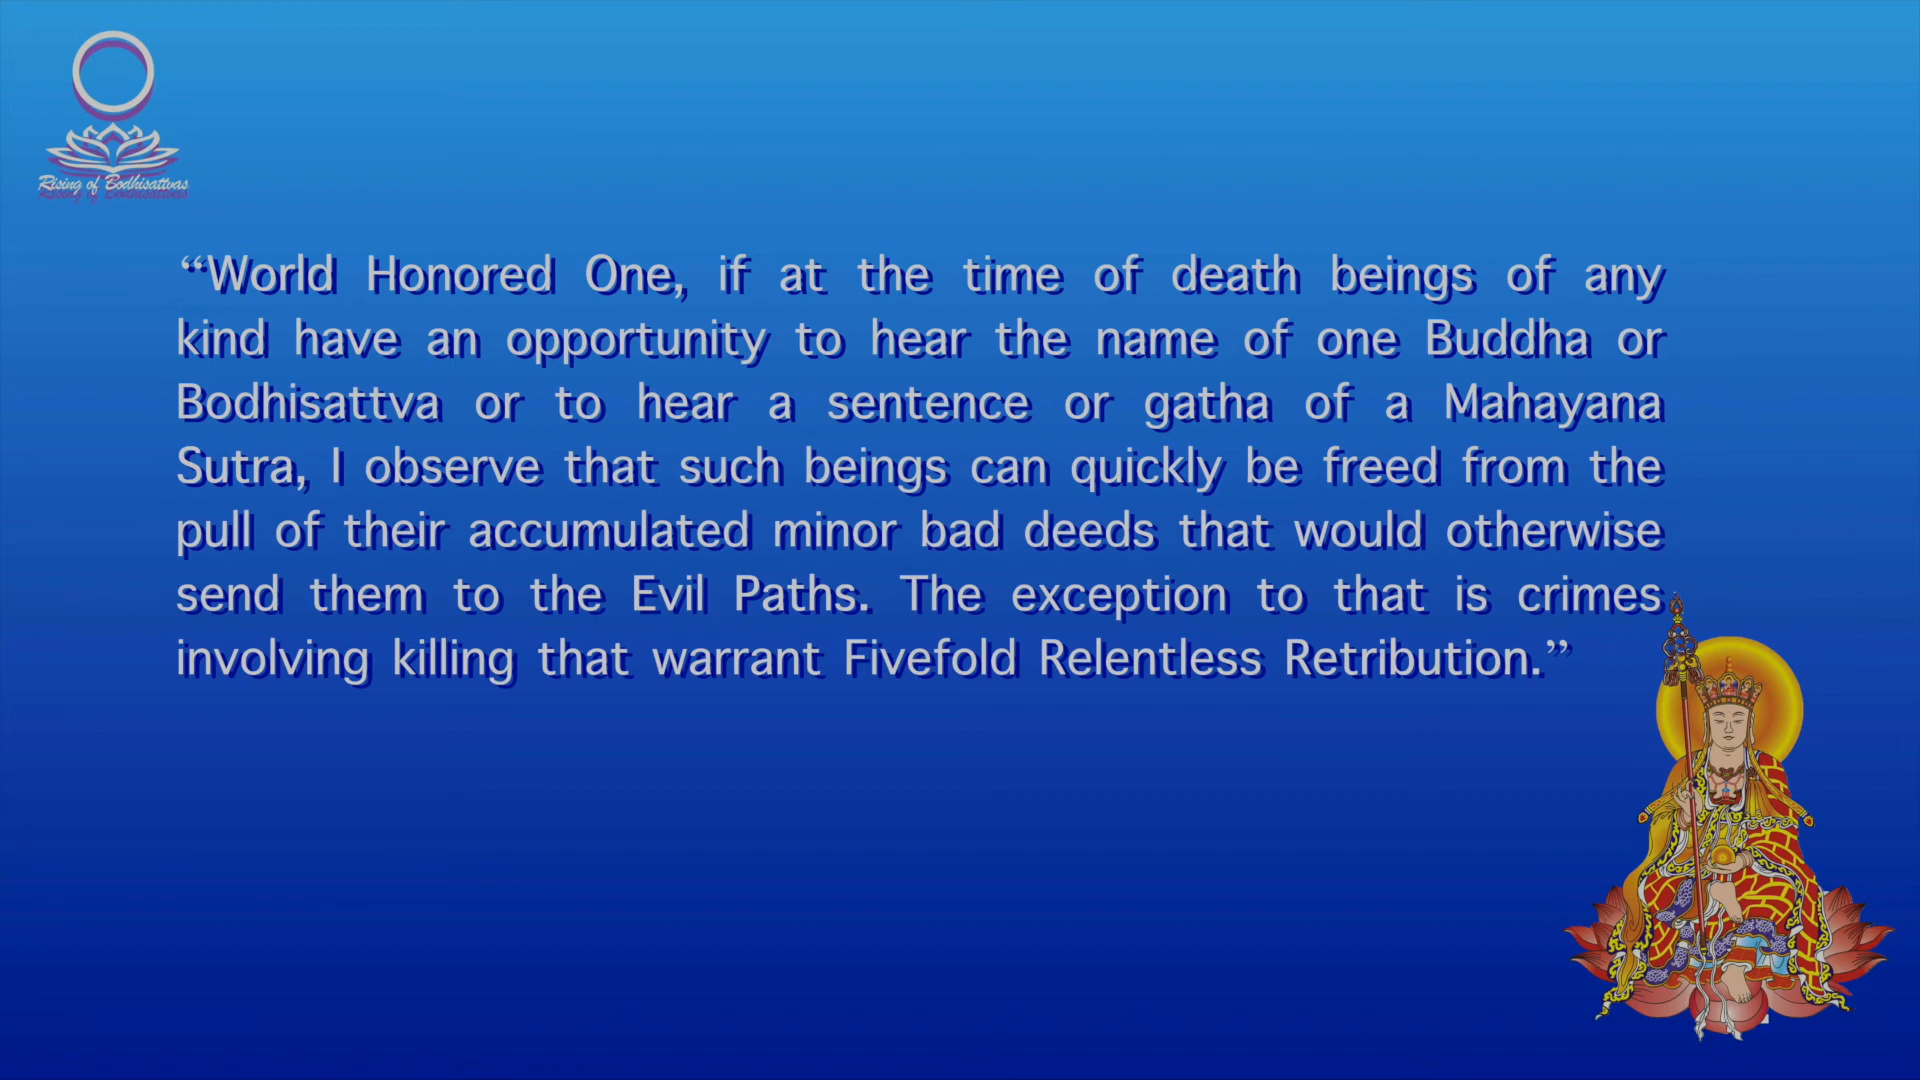 Rising of Bodhisattvas
“World Honored One, if at the time of death beings of any
kind have an opportunity to hear the name of one Buddha or
Bodhisattva or to hear a sentence or gatha of a Mahayana
Sutra, I observe that such beings can quickly be freed from the
pull of their accumulated minor bad deeds that would otherwise
send them to the Evil Paths. The exception to that is crimes
involving killing that warrant Fivefold Relentless Retribution.”